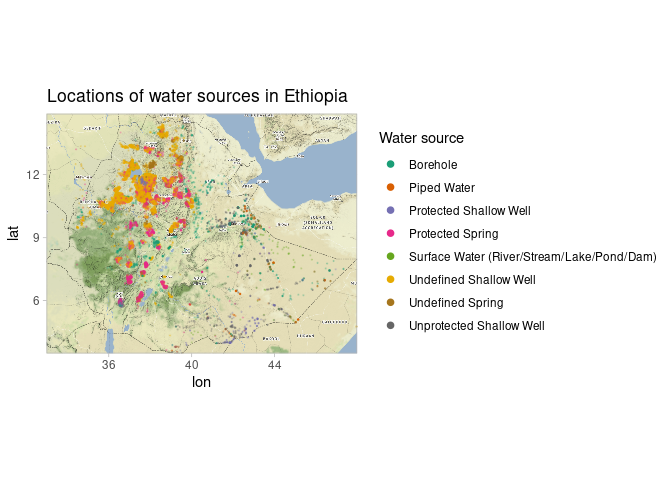 Locations of water sources in Ethiopia
12
9
6
lat
36
40
44
lon
Water source
Borehole
Piped Water
Protected Shallow Well
Protected Spring
Surface Water (River/Stream/Lake/Pond/Dam)
Undefined Shallow Well
Undefined Spring
Unprotected Shallow Well